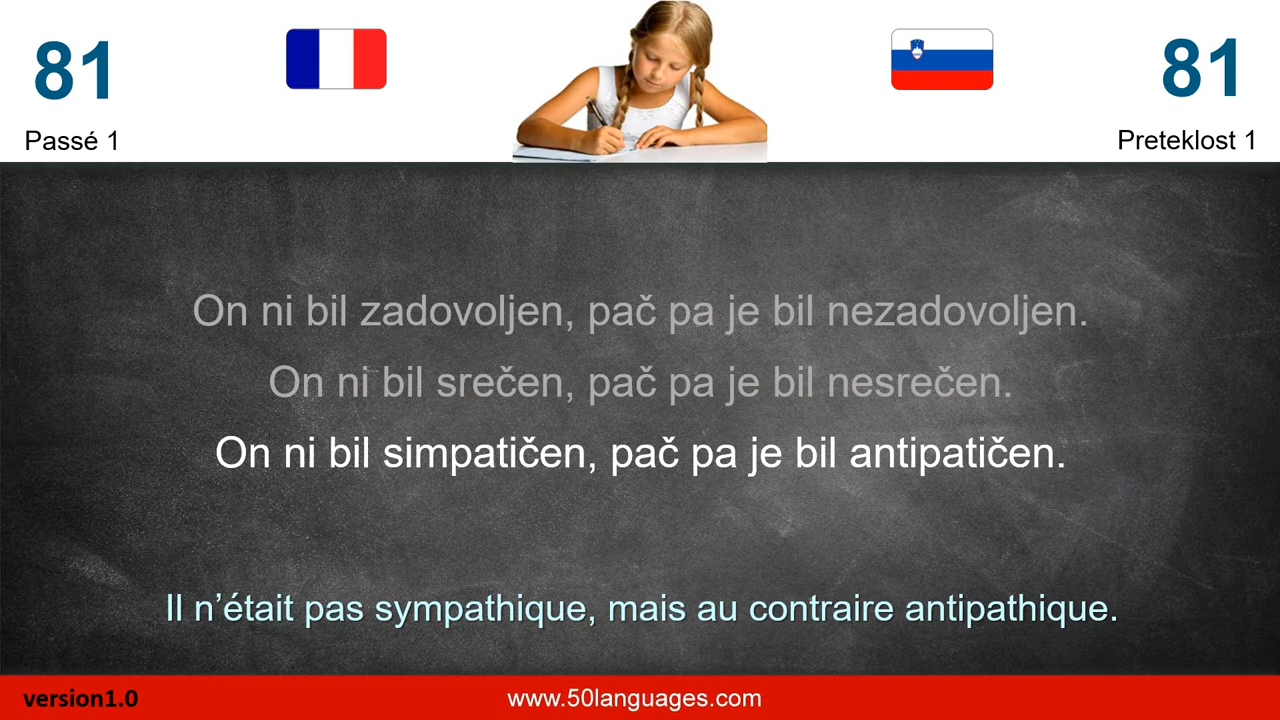 81
81
Passé 1
Preteklost 1
On ni bil zadovoljen, pač pa je bil nezadovoljen.
On ni bil srečen, pač pa je bil nesrečen.
On ni bil simpatičen, pač pa je bil antipatičen.
Il n’était pas sympathique, mais au contraire antipathique.
version1.0
www.50languages.com